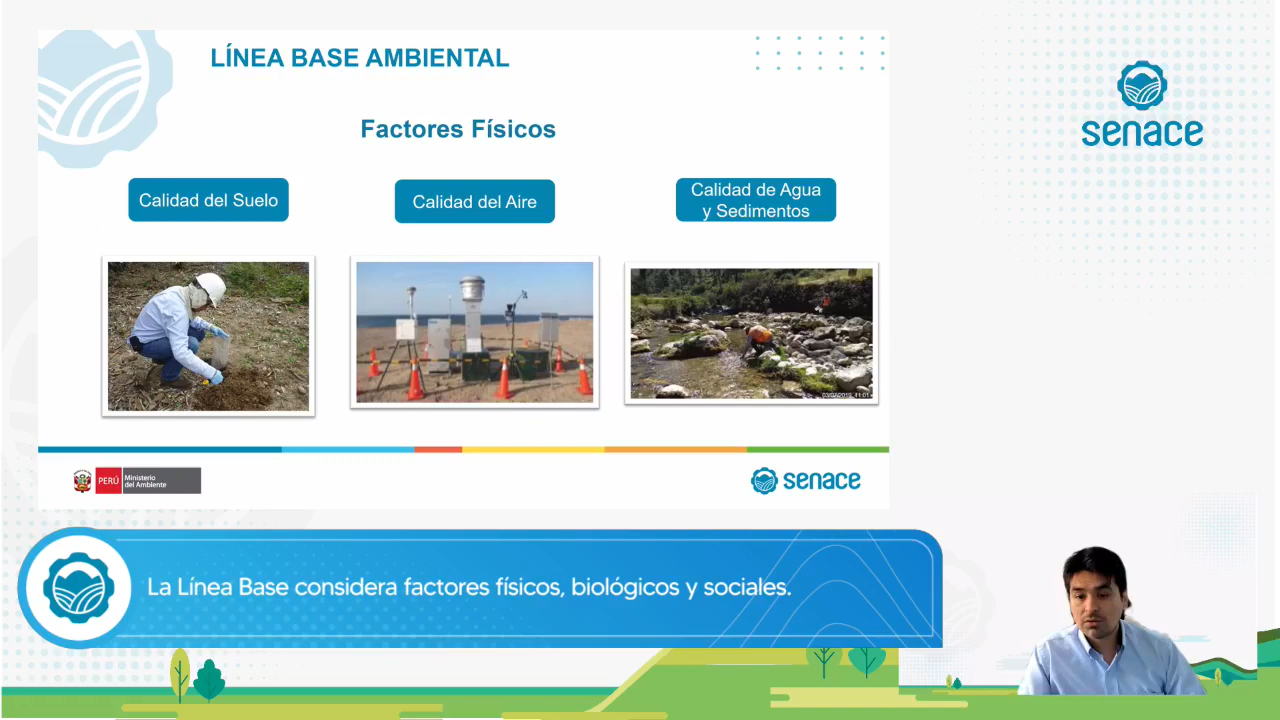 LÍNEA BASE AMBIENTAL
senace
Factores Físicos
Calidad del Suelo
Calidad del Aire
Calidad de Agua
y Sedimentos
PERÚ
Ministerio
del Ambiente
senace
La Línea Base considera factores físicos, biológicos y sociales.